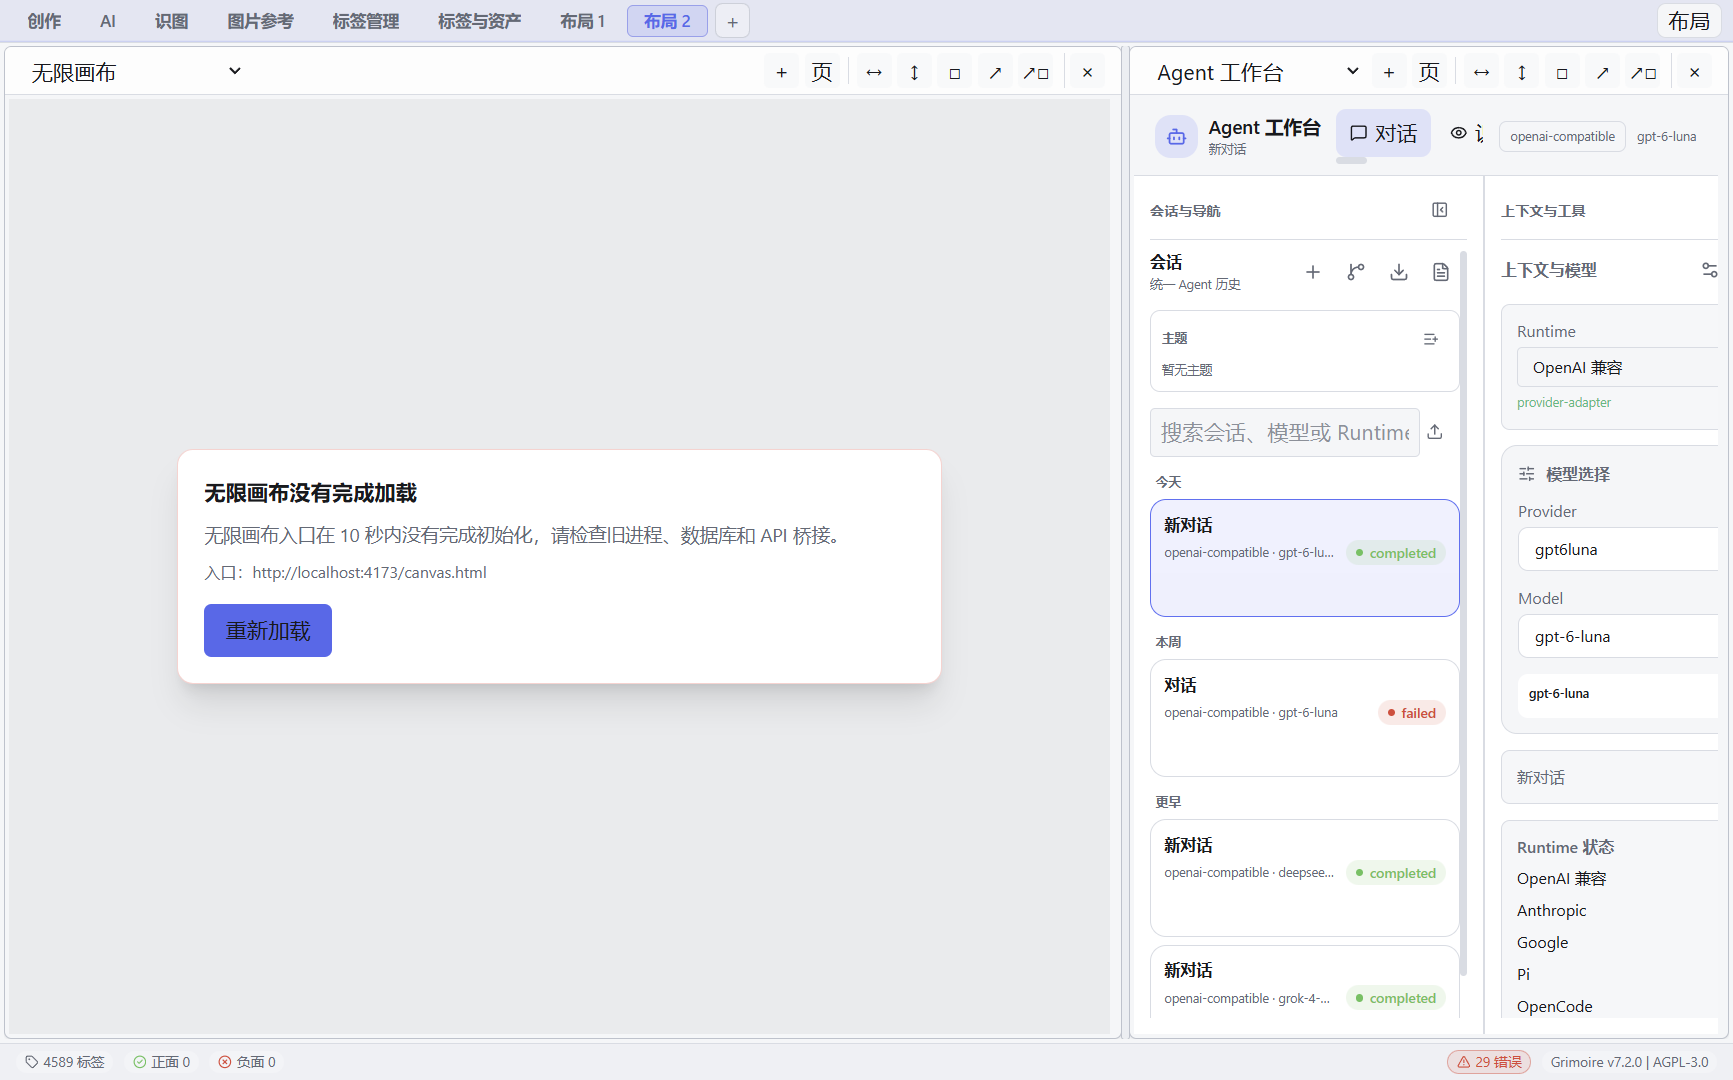 创作 AI 识图 图片参考 标签管理 标签与资产 布局 1 布局 2 + 布局
无限画布 + 页 ↔ ↕ □ ↗ ↗□ ×
无限画布没有完成加载
无限画布入口在 10 秒内没有完成初始化，请检查旧进程、数据库和 API 桥接。
入口：http://localhost:4173/canvas.html
重新加载
Agent 工作台 + 页 ↔ ↕ □ ↗ ↗□ ×
Agent 工作台
新对话
对话
openai-compatible gpt-6-luna
会话与导航
会话
统一 Agent 历史
主题
暂无主题
搜索会话、模型或 Runtime
今天
新对话
openai-compatible · gpt-6-lu... completed
本周
对话
openai-compatible · gpt-6-luna failed
更早
新对话
openai-compatible · deepsee... completed
新对话
openai-compatible · grok-4-... completed
上下文与工具
上下文与模型
Runtime
OpenAI 兼容
provider-adapter
模型选择
Provider
gpt6luna
Model
gpt-6-luna
gpt-6-luna
新对话
Runtime 状态
OpenAI 兼容
Anthropic
Google
Pi
OpenCode
4589 标签 正面 0 负面 0 29 错误 Grimoire v7.2.0 | AGPL-3.0